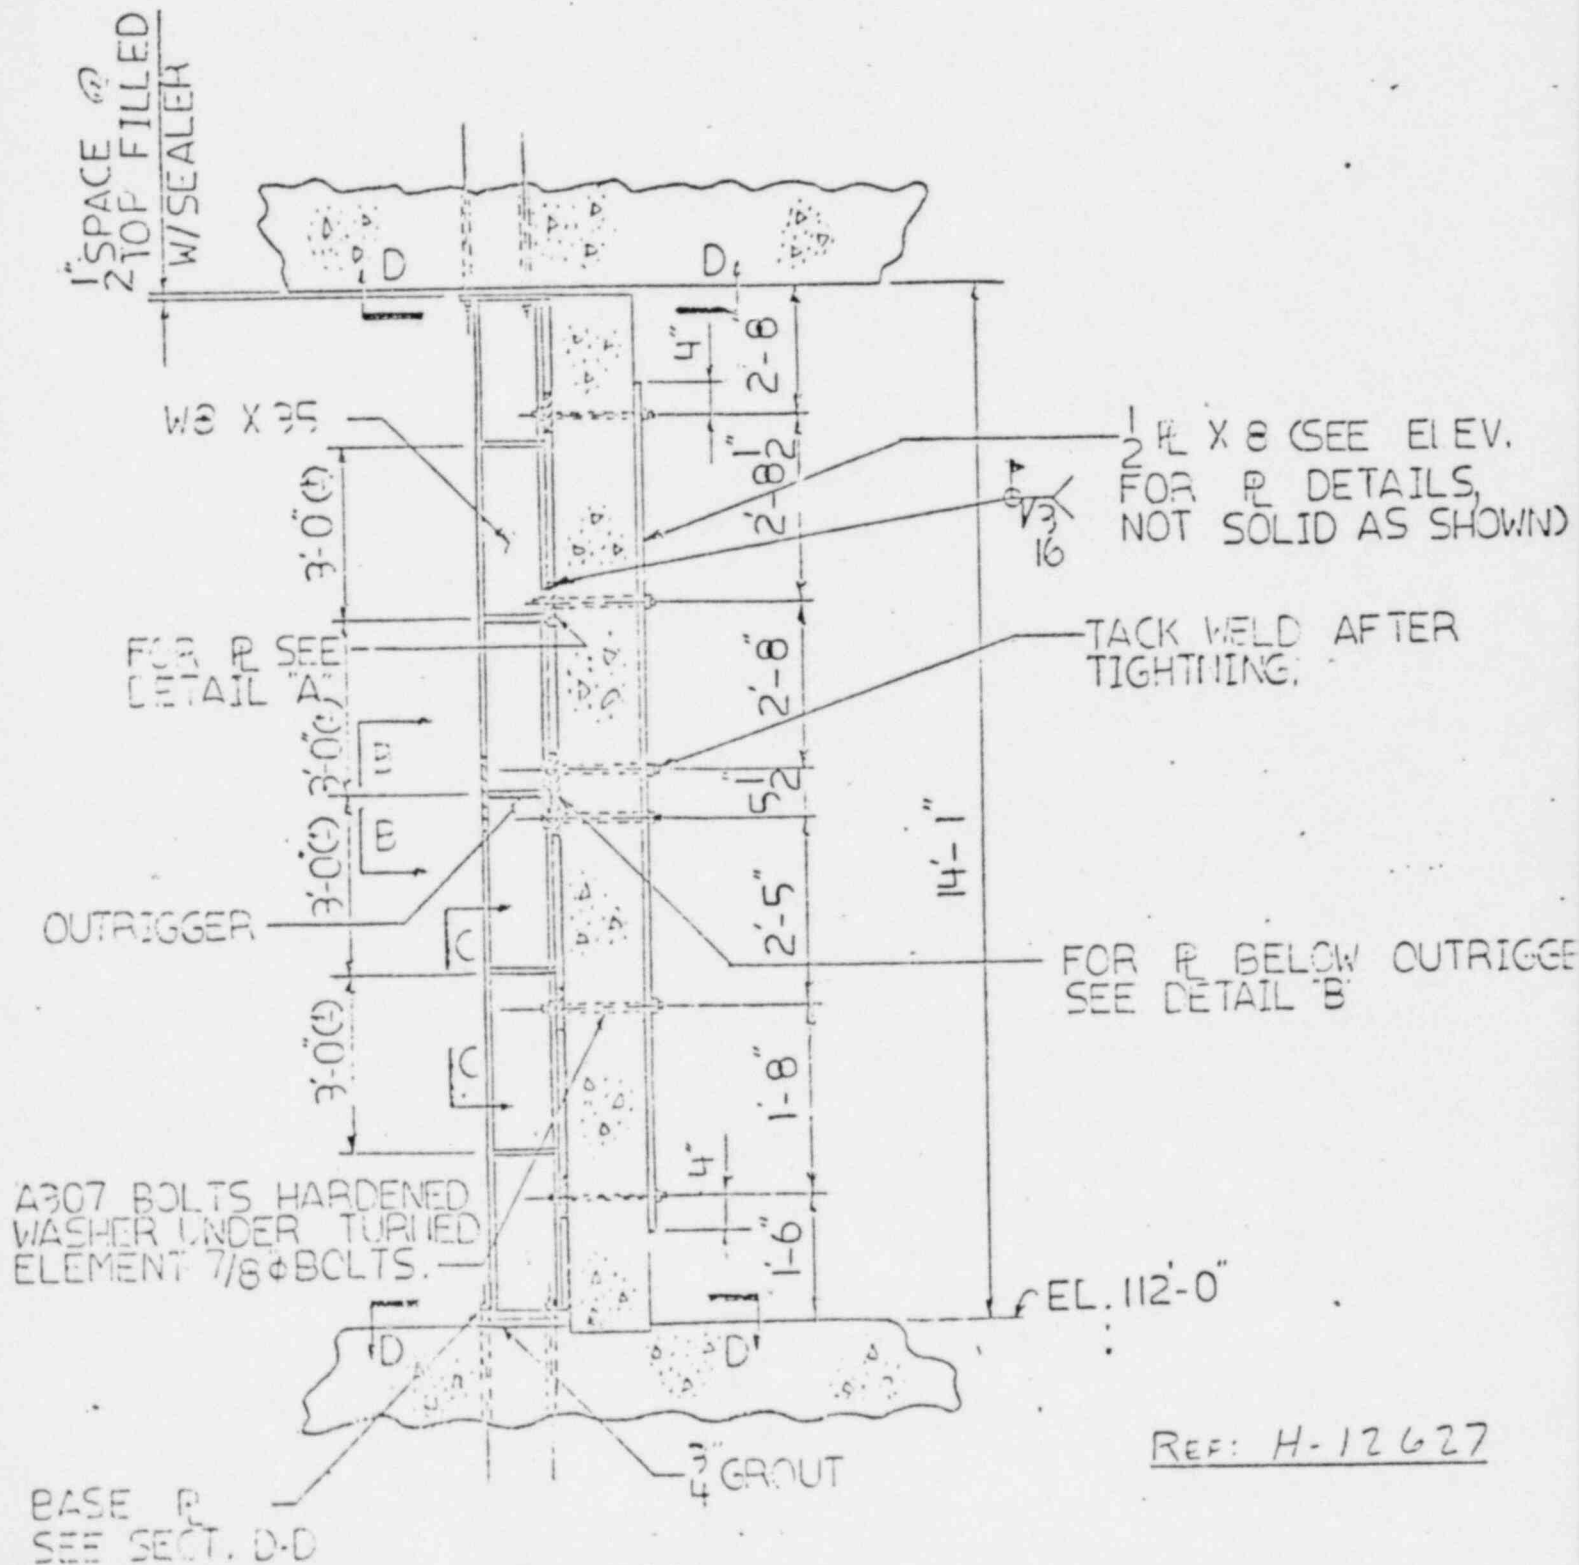 1/2" SPACE @
TOP FILLED
W/SEALER
D
D
4"
2'-8"
W8 X 35
2'-8 1/2"
1/2 PL X 8 (SEE ELEV.
FOR PL DETAILS,
NOT SOLID AS SHOWN)
3/16
3'-0"(±)
FOR PL SEE
DETAIL "A"
2'-8"
TACK WELD AFTER
TIGHTNING.
3'-0"(±)
B
5 1/2"
B
3'-0"(±)
14'-1"
OUTRIGGER
C
2'-5"
FOR PL BELOW OUTRIGGE
SEE DETAIL "B"
3'-0"(±)
C
1'-8"
4"
A307 BOLTS HARDENED
WASHER UNDER TURNED
ELEMENT 7/8 Φ BOLTS.
1'-6"
EL. 112'-0"
D
D
3/4" GROUT
REF: H-12627
BASE PL
SEE SECT. D-D